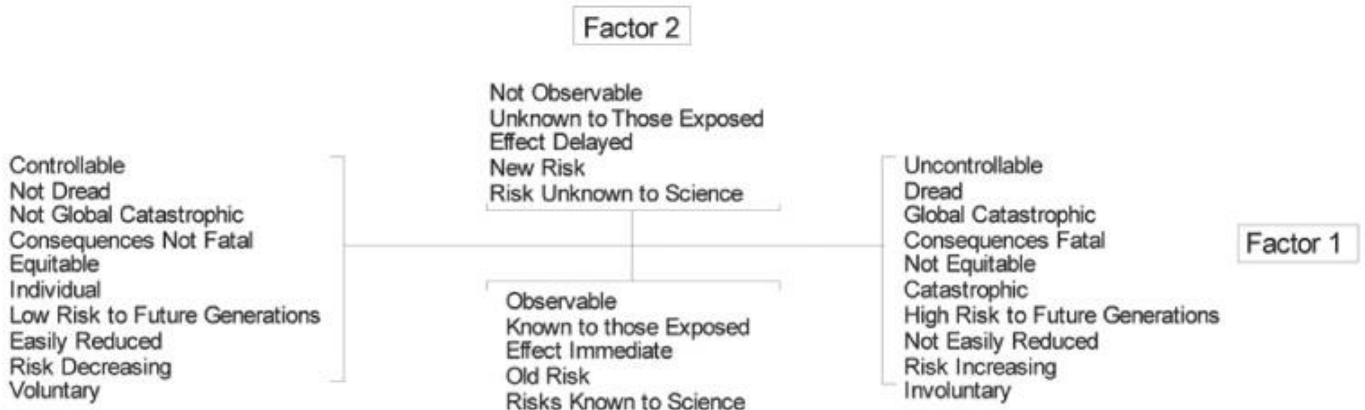 Factor 2
Not Observable
Unknown to Those Exposed
Effect Delayed
New Risk
Risk Unknown to Science
Controllable
Not Dread
Not Global Catastrophic
Consequences Not Fatal
Equitable
Individual
Low Risk to Future Generations
Easily Reduced
Risk Decreasing
Voluntary
Uncontrollable
Dread
Global Catastrophic
Consequences Fatal
Not Equitable
Catastrophic
High Risk to Future Generations
Not Easily Reduced
Risk Increasing
Involuntary
Factor 1
Observable
Known to those Exposed
Effect Immediate
Old Risk
Risks Known to Science